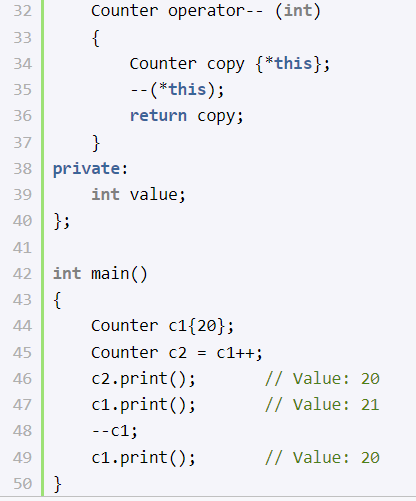 32     Counter operator-- (int)
33     {
34         Counter copy {*this};
35         --(*this);
36         return copy;
37     }
38 private:
39     int value;
40 };
41
42 int main()
43 {
44     Counter c1{20};
45     Counter c2 = c1++;
46     c2.print();       // Value: 20
47     c1.print();       // Value: 21
48     --c1;
49     c1.print();       // Value: 20
50 }